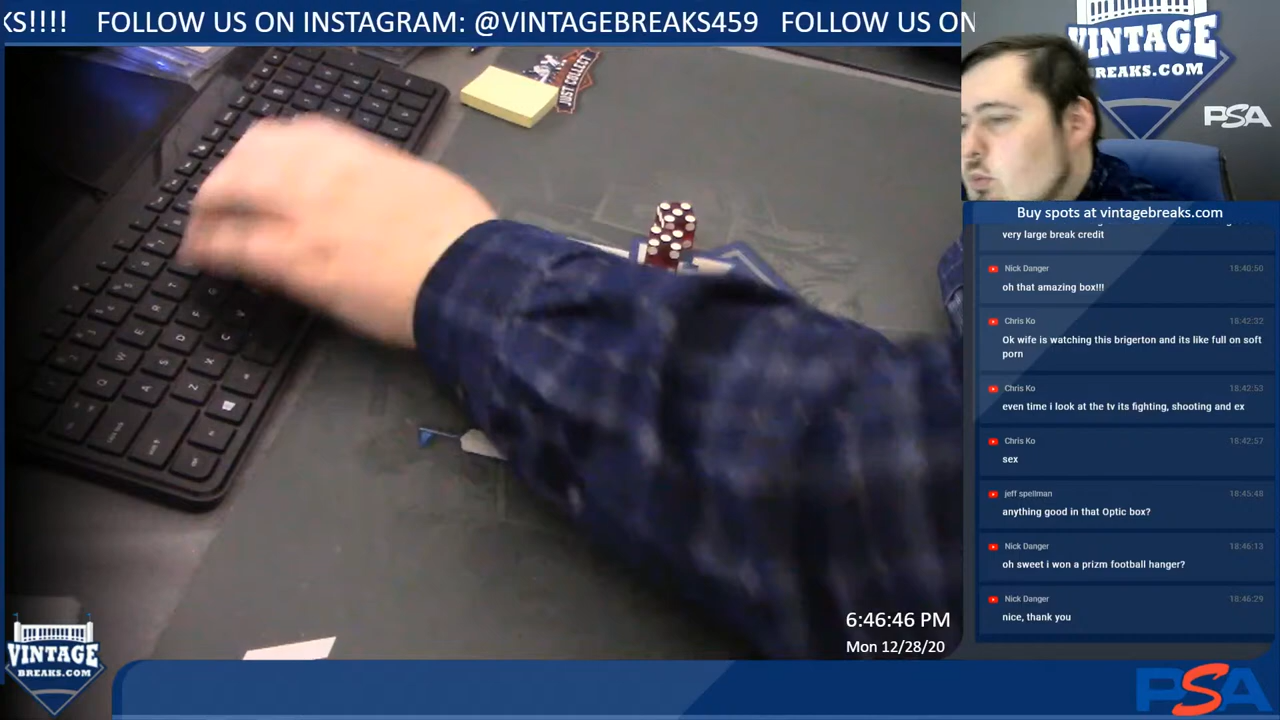 KS!!!! FOLLOW US ON INSTAGRAM: @VINTAGEBREAKS459 FOLLOW US ON
VINTAGE
BREAKS.COM
PSA
JUST COLLECT
Buy spots at vintagebreaks.com
very large break credit
Nick Danger 18:40:50
oh that amazing box!!!
Chris Ko 18:42:32
Ok wife is watching this brigerton and its like full on soft
porn
Chris Ko 18:42:53
even time i look at the tv its fighting, shooting and ex
Chris Ko 18:42:57
sex
jeff spellman 18:45:48
anything good in that Optic box?
Nick Danger 18:46:13
oh sweet i won a prizm football hanger?
Nick Danger 18:46:29
nice, thank you
6:46:46 PM
Mon 12/28/20
VINTAGE
BREAKS.COM
PSA